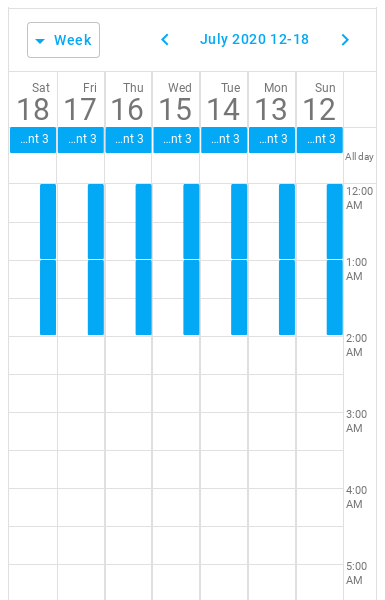 Week
July 2020 12-18
Sat Fri Thu Wed Tue Mon Sun
18 17 16 15 14 13 12
...nt 3 ...nt 3 ...nt 3 ...nt 3 ...nt 3 ...nt 3 ...nt 3
All day
12:00
AM
1:00
AM
2:00
AM
3:00
AM
4:00
AM
5:00
AM